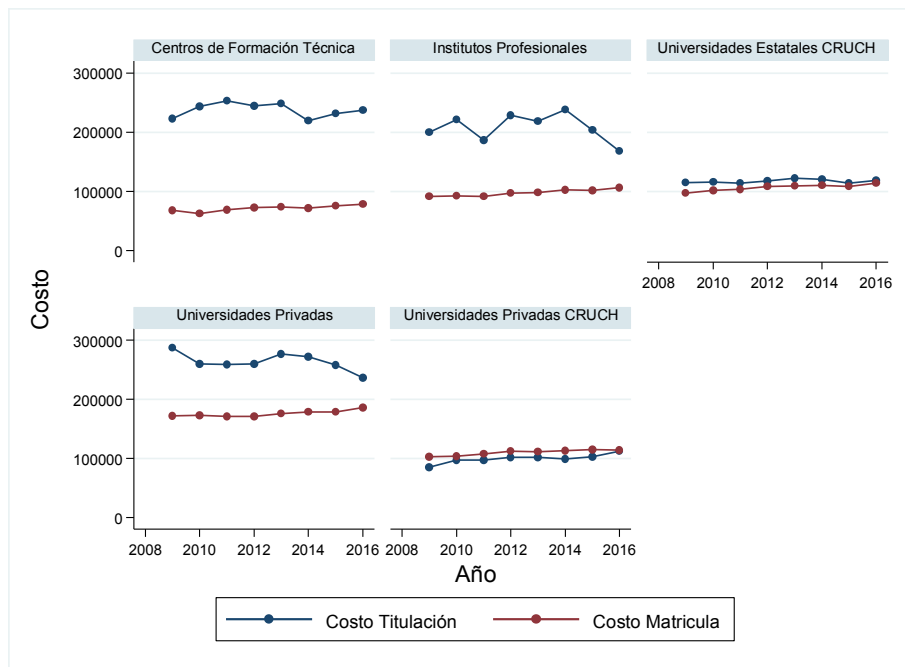 Centros de Formación Técnica
Institutos Profesionales
Universidades Estatales CRUCH
300000
200000
100000
0
2008 2010 2012 2014 2016
Costo
Universidades Privadas
Universidades Privadas CRUCH
300000
200000
100000
0
2008 2010 2012 2014 2016
2008 2010 2012 2014 2016
Año
Costo Titulación
Costo Matricula